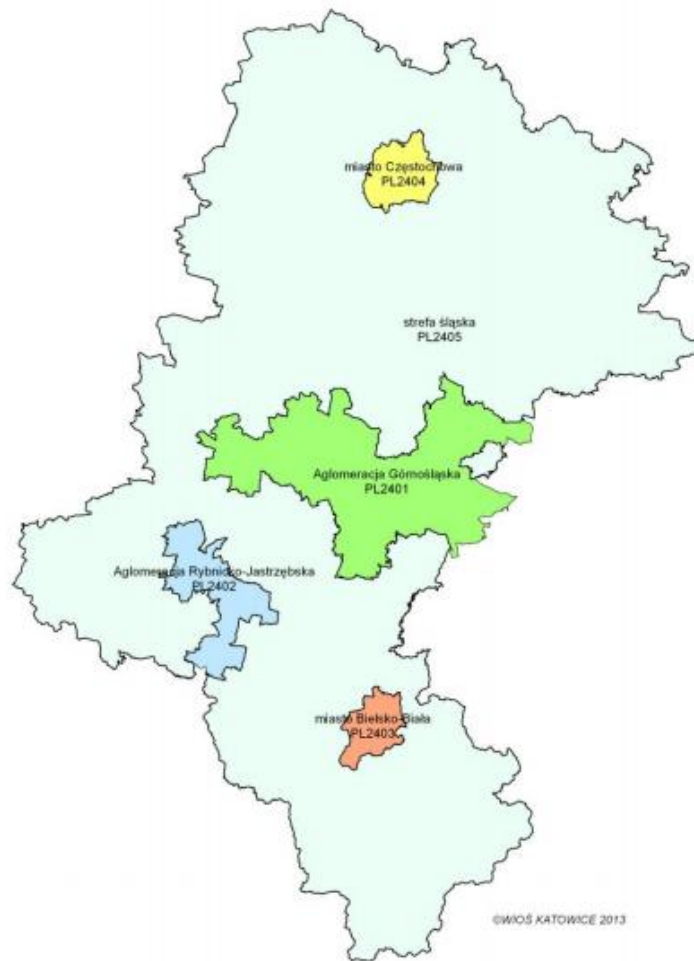 miasto Częstochowa
PL2404
strefa śląska
PL2405
Aglomeracja Górnośląska
PL2401
Aglomeracja Rybnicko-Jastrzębska
PL2402
miasto Bielsko-Biała
PL2403
©WIOŚ KATOWICE 2013